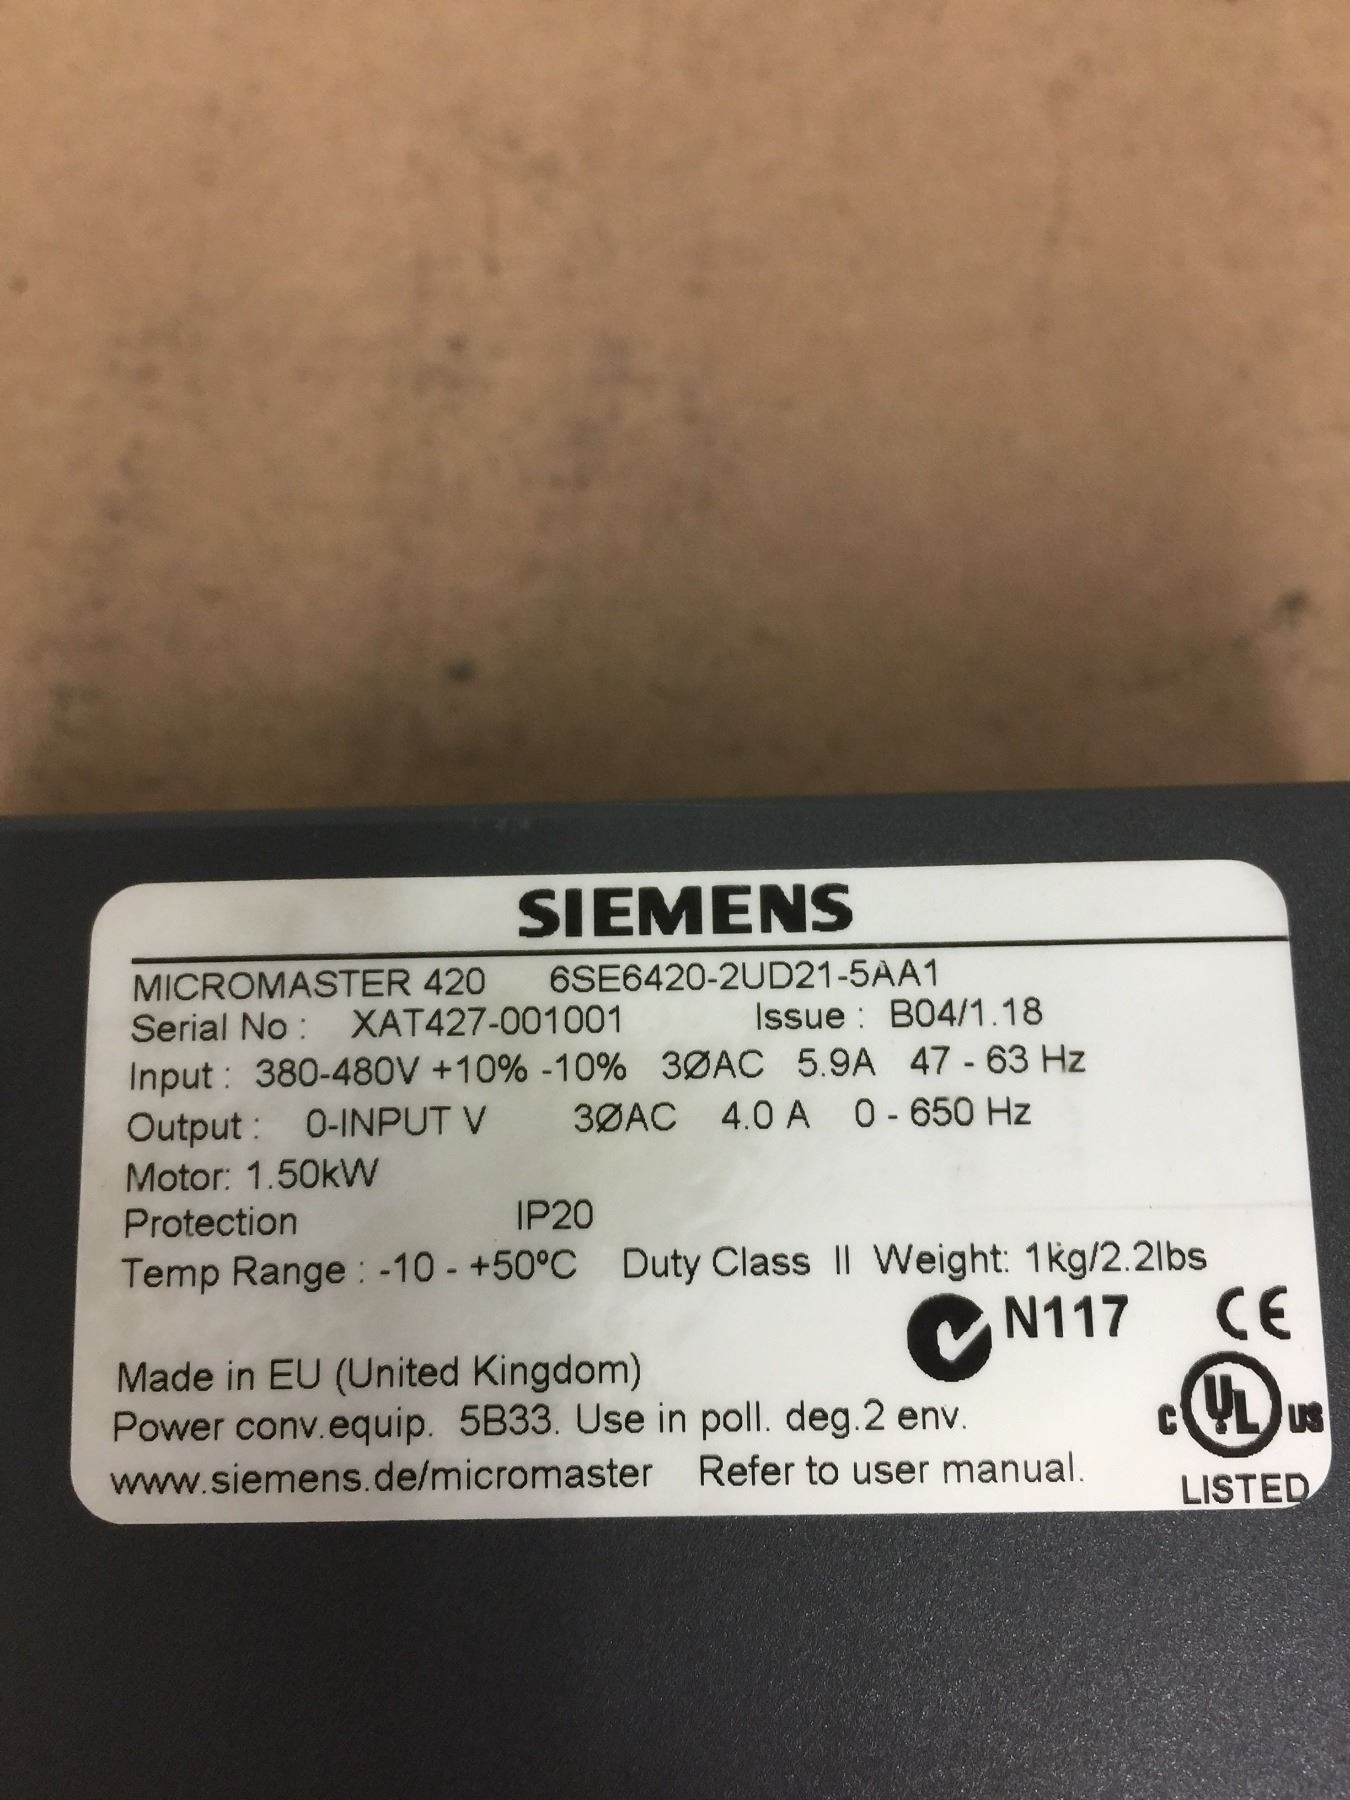 SIEMENS
MICROMASTER 420 6SE6420-2UD21-5AA1
Serial No : XAT427-001001 Issue : B04/1.18
Input : 380-480V +10% -10% 3ØAC 5.9A 47 - 63 Hz
Output : 0-INPUT V 3ØAC 4.0 A 0 - 650 Hz
Motor: 1.50kW
Protection IP20
Temp Range : -10 - +50ºC Duty Class II Weight: 1kg/2.2lbs
N117 CE
Made in EU (United Kingdom)
Power conv.equip. 5B33. Use in poll. deg.2 env.
C UL US
www.siemens.de/micromaster Refer to user manual.
LISTED